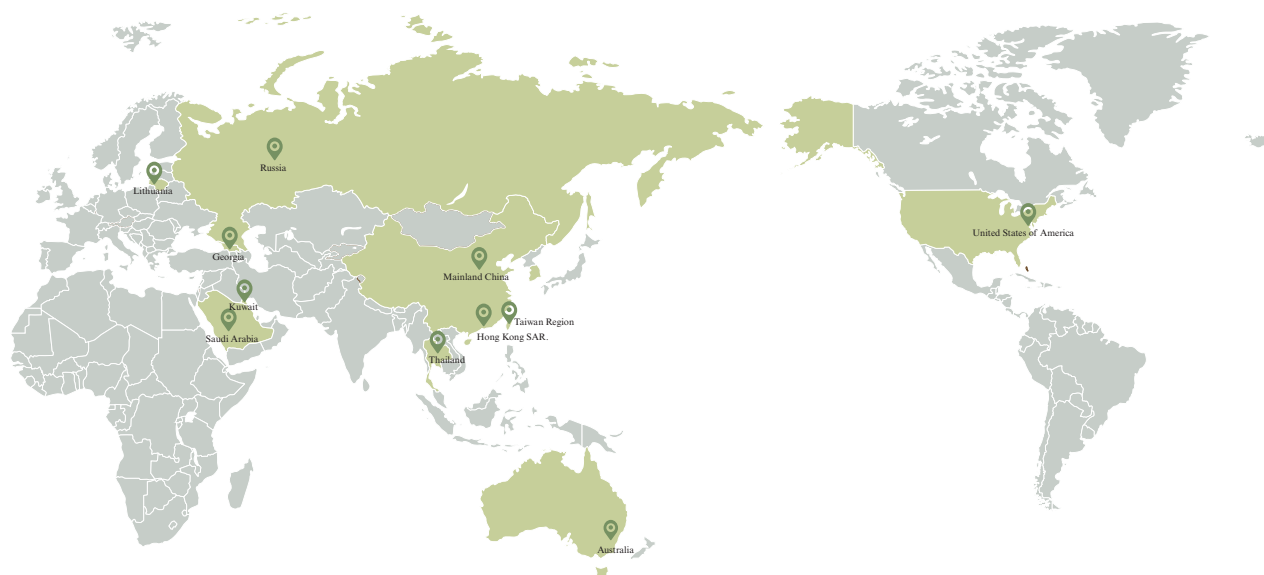 Russia
Lithuania
United States of America
Georgia
Mainland China
Kuwait
Taiwan Region
Hong Kong SAR.
Saudi Arabia
Thailand
Australia